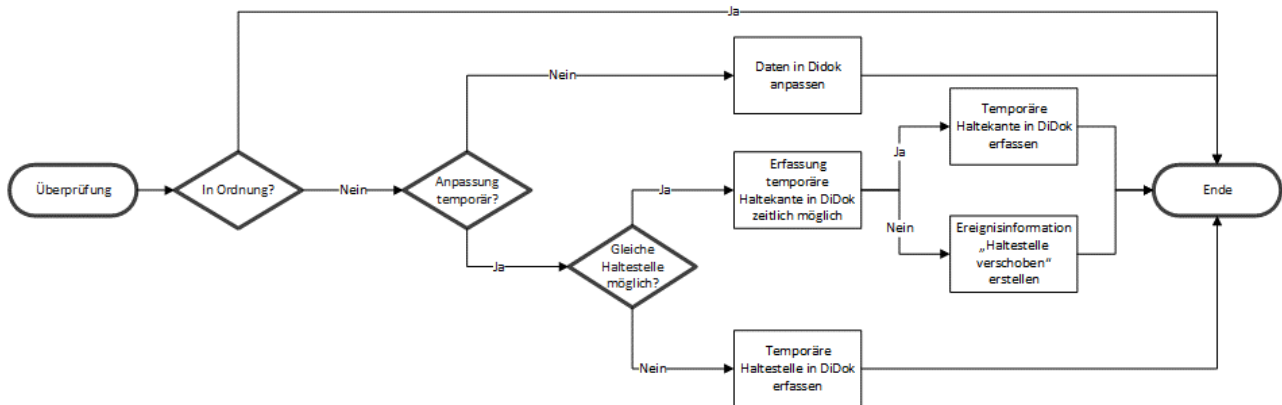 Ja
Nein
Daten in Didok
anpassen
Temporäre
Haltekante in DiDok
erfassen
Überprüfung
In Ordnung?
Nein
Anpassung
temporär?
Ja
Erfassung
temporäre
Haltekante in DiDok
zeitlich möglich
Ja
Nein
Ende
Ja
Gleiche
Haltestelle
möglich?
Ereignisinformation
„Haltestelle
verschoben“
erstellen
Nein
Temporäre
Haltestelle in DiDok
erfassen